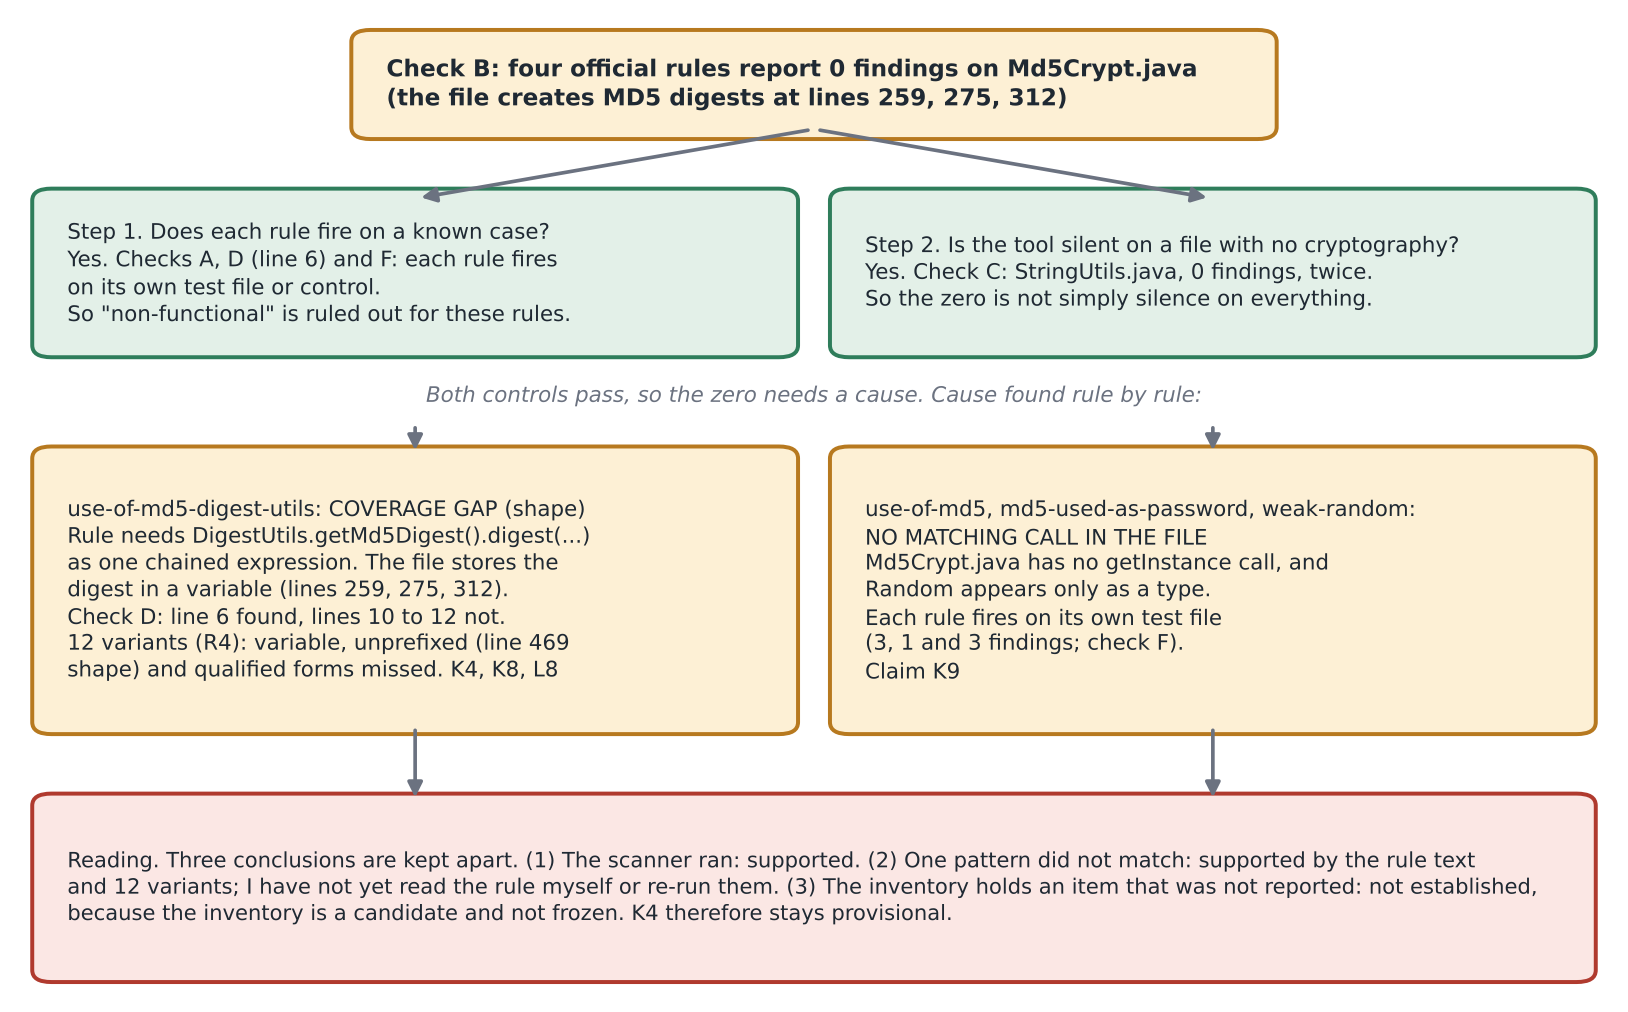 Check B: four official rules report 0 findings on Md5Crypt.java
(the file creates MD5 digests at lines 259, 275, 312)
Step 1. Does each rule fire on a known case?
Yes. Checks A, D (line 6) and F: each rule fires
on its own test file or control.
So "non-functional" is ruled out for these rules.
Step 2. Is the tool silent on a file with no cryptography?
Yes. Check C: StringUtils.java, 0 findings, twice.
So the zero is not simply silence on everything.
Both controls pass, so the zero needs a cause. Cause found rule by rule:
use-of-md5-digest-utils: COVERAGE GAP (shape)
Rule needs DigestUtils.getMd5Digest().digest(...)
as one chained expression. The file stores the
digest in a variable (lines 259, 275, 312).
Check D: line 6 found, lines 10 to 12 not.
12 variants (R4): variable, unprefixed (line 469
shape) and qualified forms missed. K4, K8, L8
use-of-md5, md5-used-as-password, weak-random:
NO MATCHING CALL IN THE FILE
Md5Crypt.java has no getInstance call, and
Random appears only as a type.
Each rule fires on its own test file
(3, 1 and 3 findings; check F).
Claim K9
Reading. Three conclusions are kept apart. (1) The scanner ran: supported. (2) One pattern did not match: supported by the rule text
and 12 variants; I have not yet read the rule myself or re-run them. (3) The inventory holds an item that was not reported: not established,
because the inventory is a candidate and not frozen. K4 therefore stays provisional.